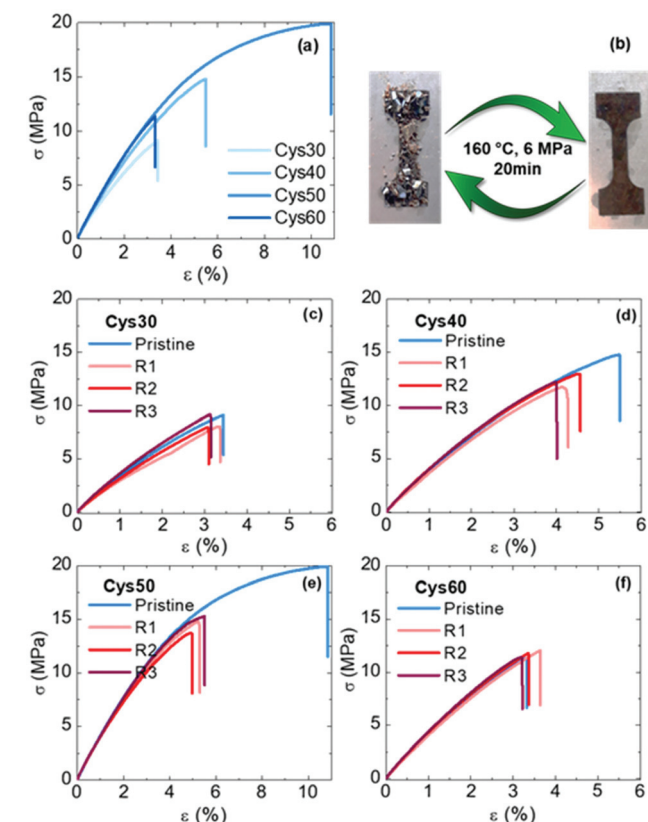 (a)
20
15
10
5
0
σ (MPa)
Cys30
Cys40
Cys50
Cys60
0 2 4 6 8 10
ε (%)
(b)
160 °C, 6 MPa
20min
(c)
Cys30
20
15
10
5
0
σ (MPa)
Pristine
R1
R2
R3
0 1 2 3 4 5 6
ε (%)
(d)
Cys40
20
15
10
5
0
σ (MPa)
Pristine
R1
R2
R3
0 1 2 3 4 5 6
ε (%)
(e)
Cys50
20
15
10
5
0
σ (MPa)
Pristine
R1
R2
R3
0 2 4 6 8 10
ε (%)
(f)
Cys60
20
15
10
5
0
σ (MPa)
Pristine
R1
R2
R3
0 1 2 3 4 5 6
ε (%)